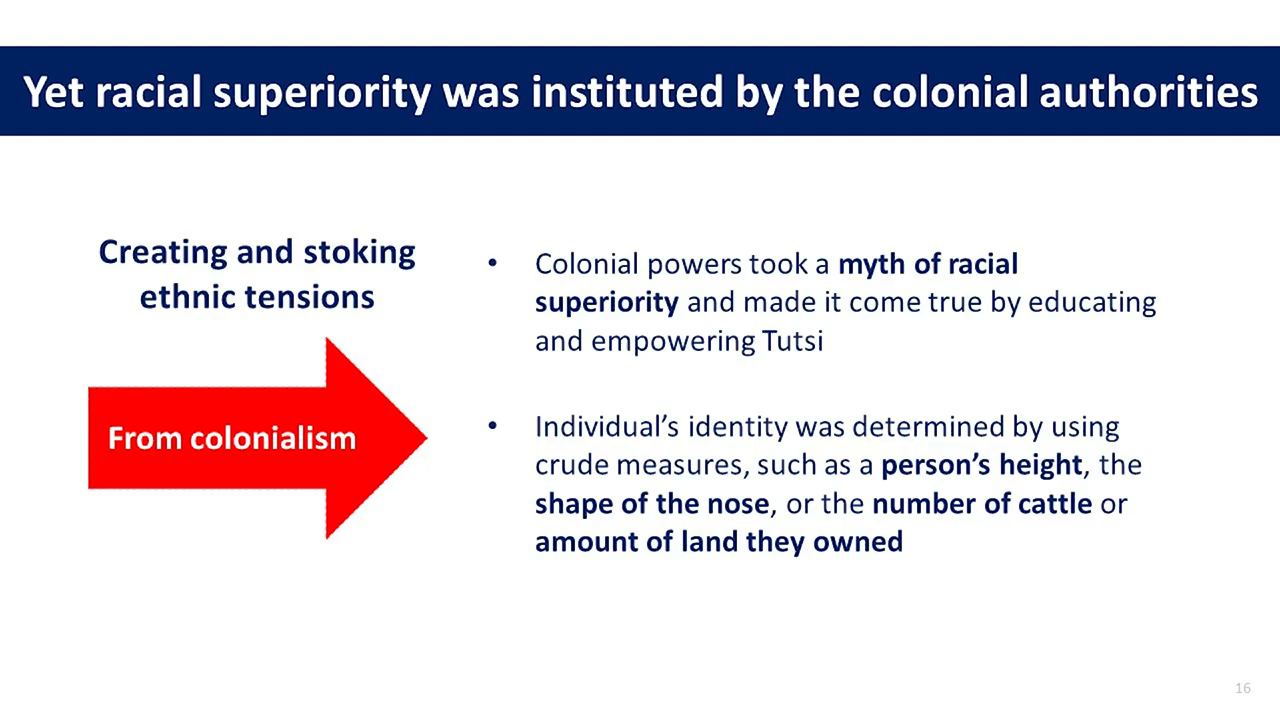 Yet racial superiority was instituted by the colonial authorities
Creating and stoking
ethnic tensions
From colonialism
• Colonial powers took a myth of racial
superiority and made it come true by educating
and empowering Tutsi
• Individual’s identity was determined by using
crude measures, such as a person’s height, the
shape of the nose, or the number of cattle or
amount of land they owned
16